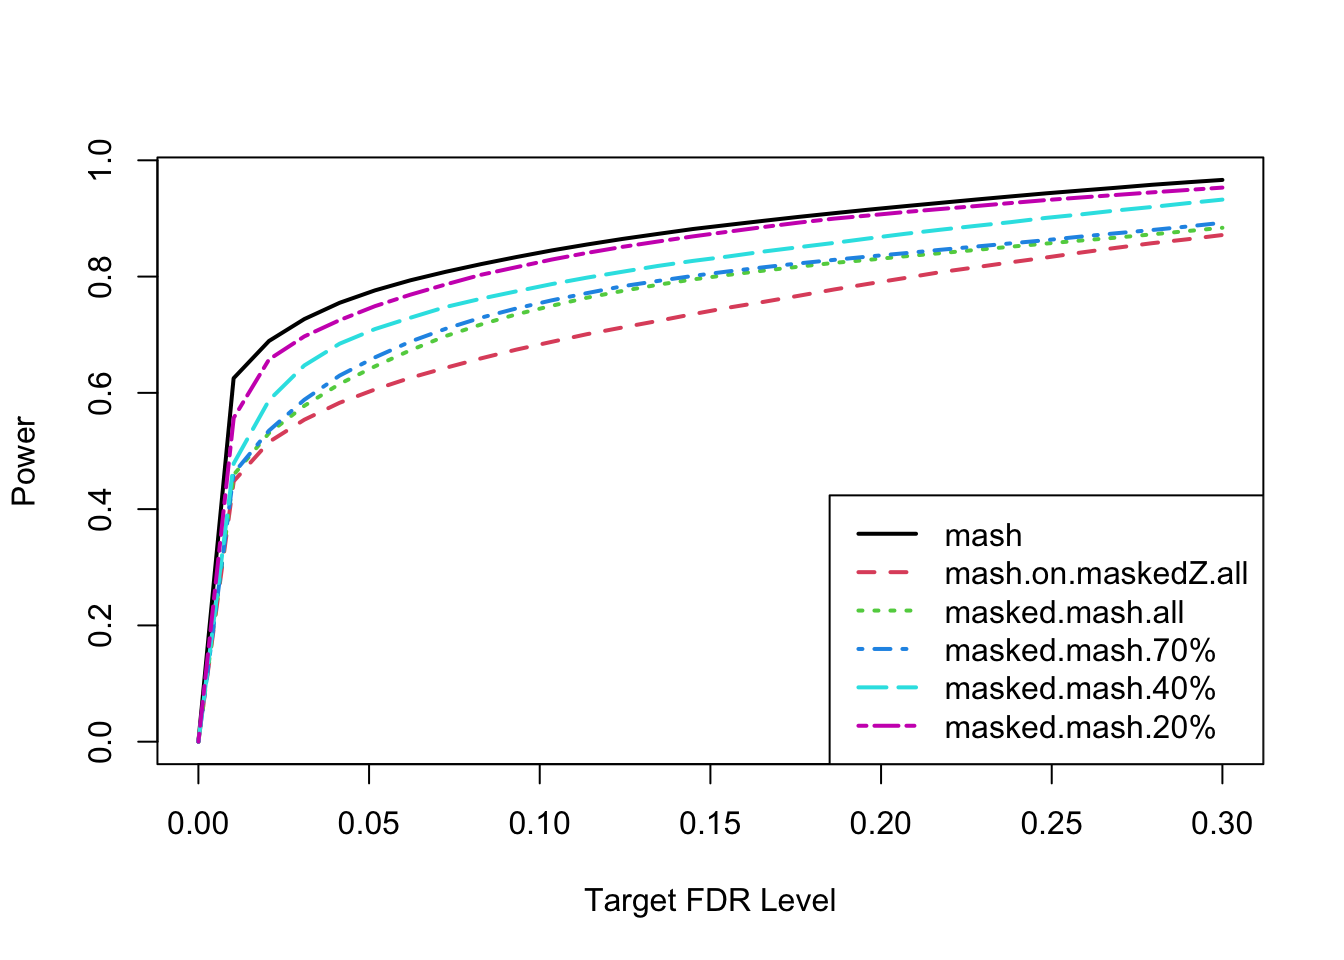 1.0
0.8
0.6
0.4
0.2
0.0
Power
mash
mash.on.maskedZ.all
masked.mash.all
masked.mash.70%
masked.mash.40%
masked.mash.20%
0.00 0.05 0.10 0.15 0.20 0.25 0.30
Target FDR Level